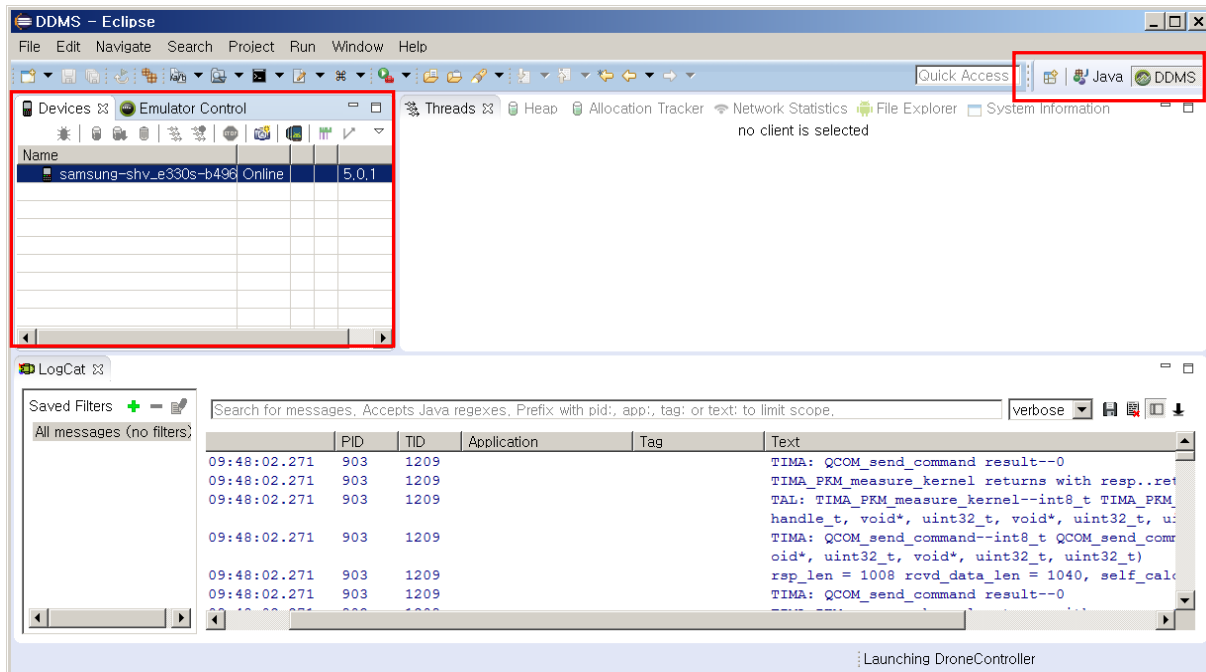 DDMS - Eclipse
File Edit Navigate Search Project Run Window Help
Quick Access Java DDMS
Devices Emulator Control
Threads Heap Allocation Tracker Network Statistics File Explorer System Information
no client is selected
Name
samsung-shv_e330s-b496 Online 5,0,1
LogCat
Saved Filters
All messages (no filters)
Search for messages, Accepts Java regexes, Prefix with pid:, app:, tag: or text: to limit scope,
verbose
PID TID Application Tag Text
09:48:02.271 903 1209 TIMA: QCOM_send_command result--0
09:48:02.271 903 1209 TIMA_PKM_measure_kernel returns with resp..ret
09:48:02.271 903 1209 TAL: TIMA_PKM_measure_kernel--int8_t TIMA_PKM_
handle_t, void*, uint32_t, void*, uint32_t,
09:48:02.271 903 1209 TIMA: QCOM_send_command--int8_t QCOM_send_comm
oid*, uint32_t, void*, uint32_t, uint32_t)
09:48:02.271 903 1209 rsp_len = 1008 rcvd_data_len = 1040, self_calc
09:48:02.271 903 1209 TIMA: QCOM_send_command result--0
Launching DroneController